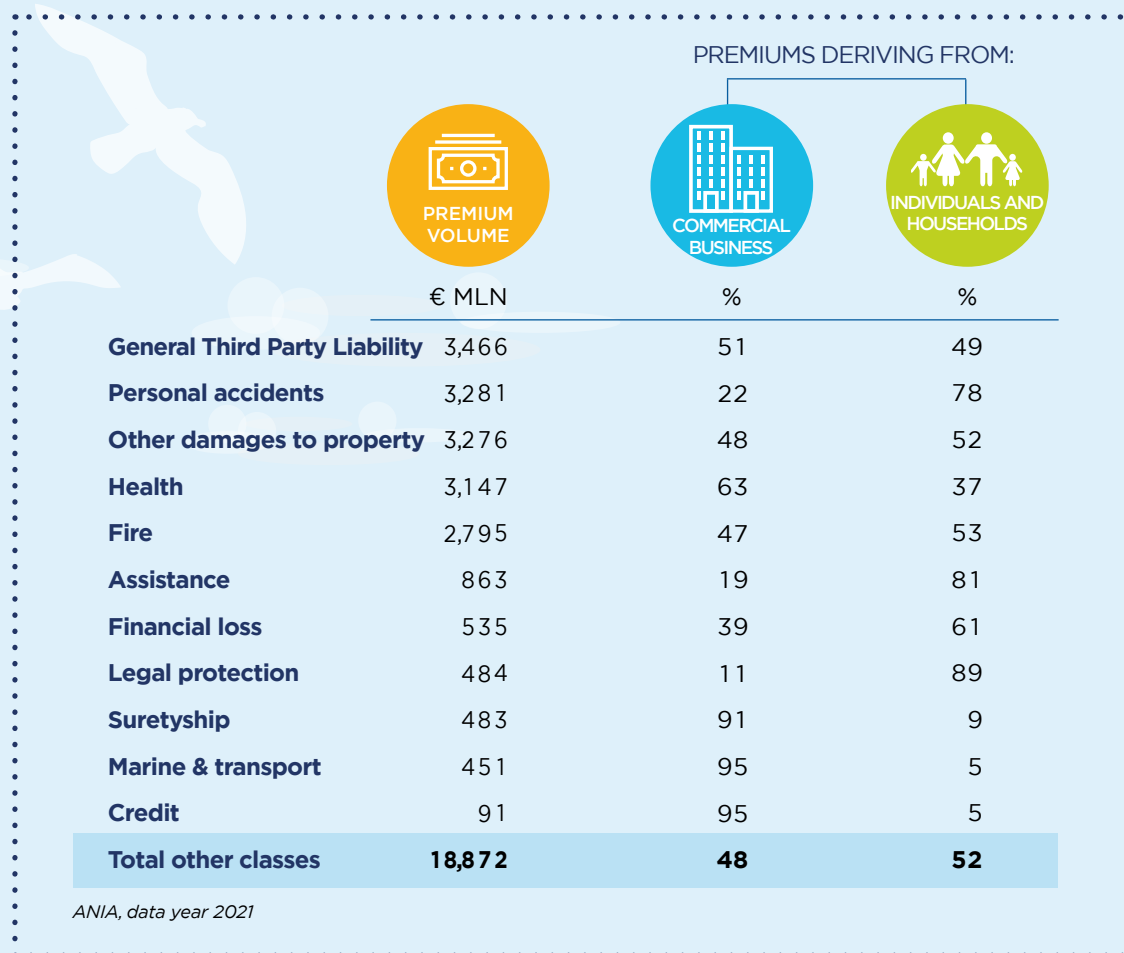 PREMIUMS DERIVING FROM:
PREMIUM
VOLUME
COMMERCIAL
BUSINESS
INDIVIDUALS AND
HOUSEHOLDS
€ MLN % %
General Third Party Liability 3,466 51 49
Personal accidents 3,281 22 78
Other damages to property 3,276 48 52
Health 3,147 63 37
Fire 2,795 47 53
Assistance 863 19 81
Financial loss 535 39 61
Legal protection 484 11 89
Suretyship 483 91 9
Marine & transport 451 95 5
Credit 91 95 5
Total other classes 18,872 48 52
ANIA, data year 2021